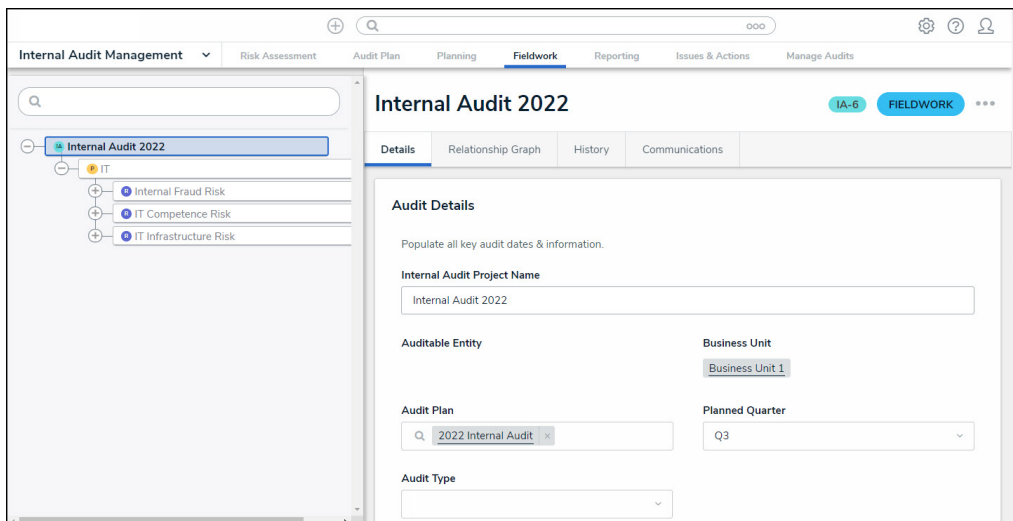 ooo
Internal Audit Management
Risk Assessment Audit Plan Planning Fieldwork Reporting Issues & Actions Manage Audits
IA Internal Audit 2022
P IT
R Internal Fraud Risk
R IT Competence Risk
R IT Infrastructure Risk
Internal Audit 2022
IA-6 FIELDWORK
Details Relationship Graph History Communications
Audit Details
Populate all key audit dates & information.
Internal Audit Project Name
Internal Audit 2022
Auditable Entity Business Unit
Business Unit 1
Audit Plan Planned Quarter
2022 Internal Audit × Q3
Audit Type